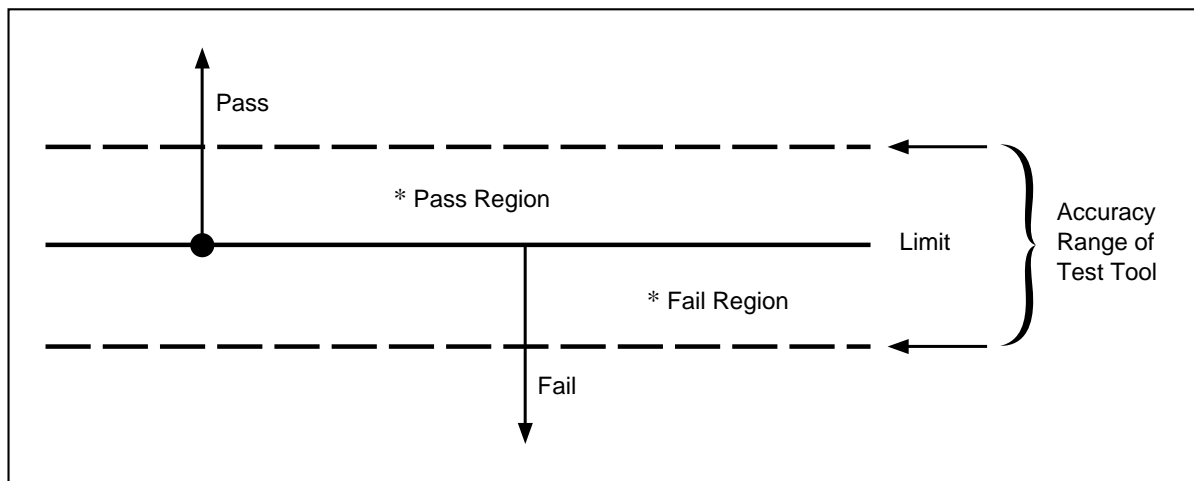 Pass
* Pass Region
Limit
Accuracy
Range of
Test Tool
* Fail Region
Fail